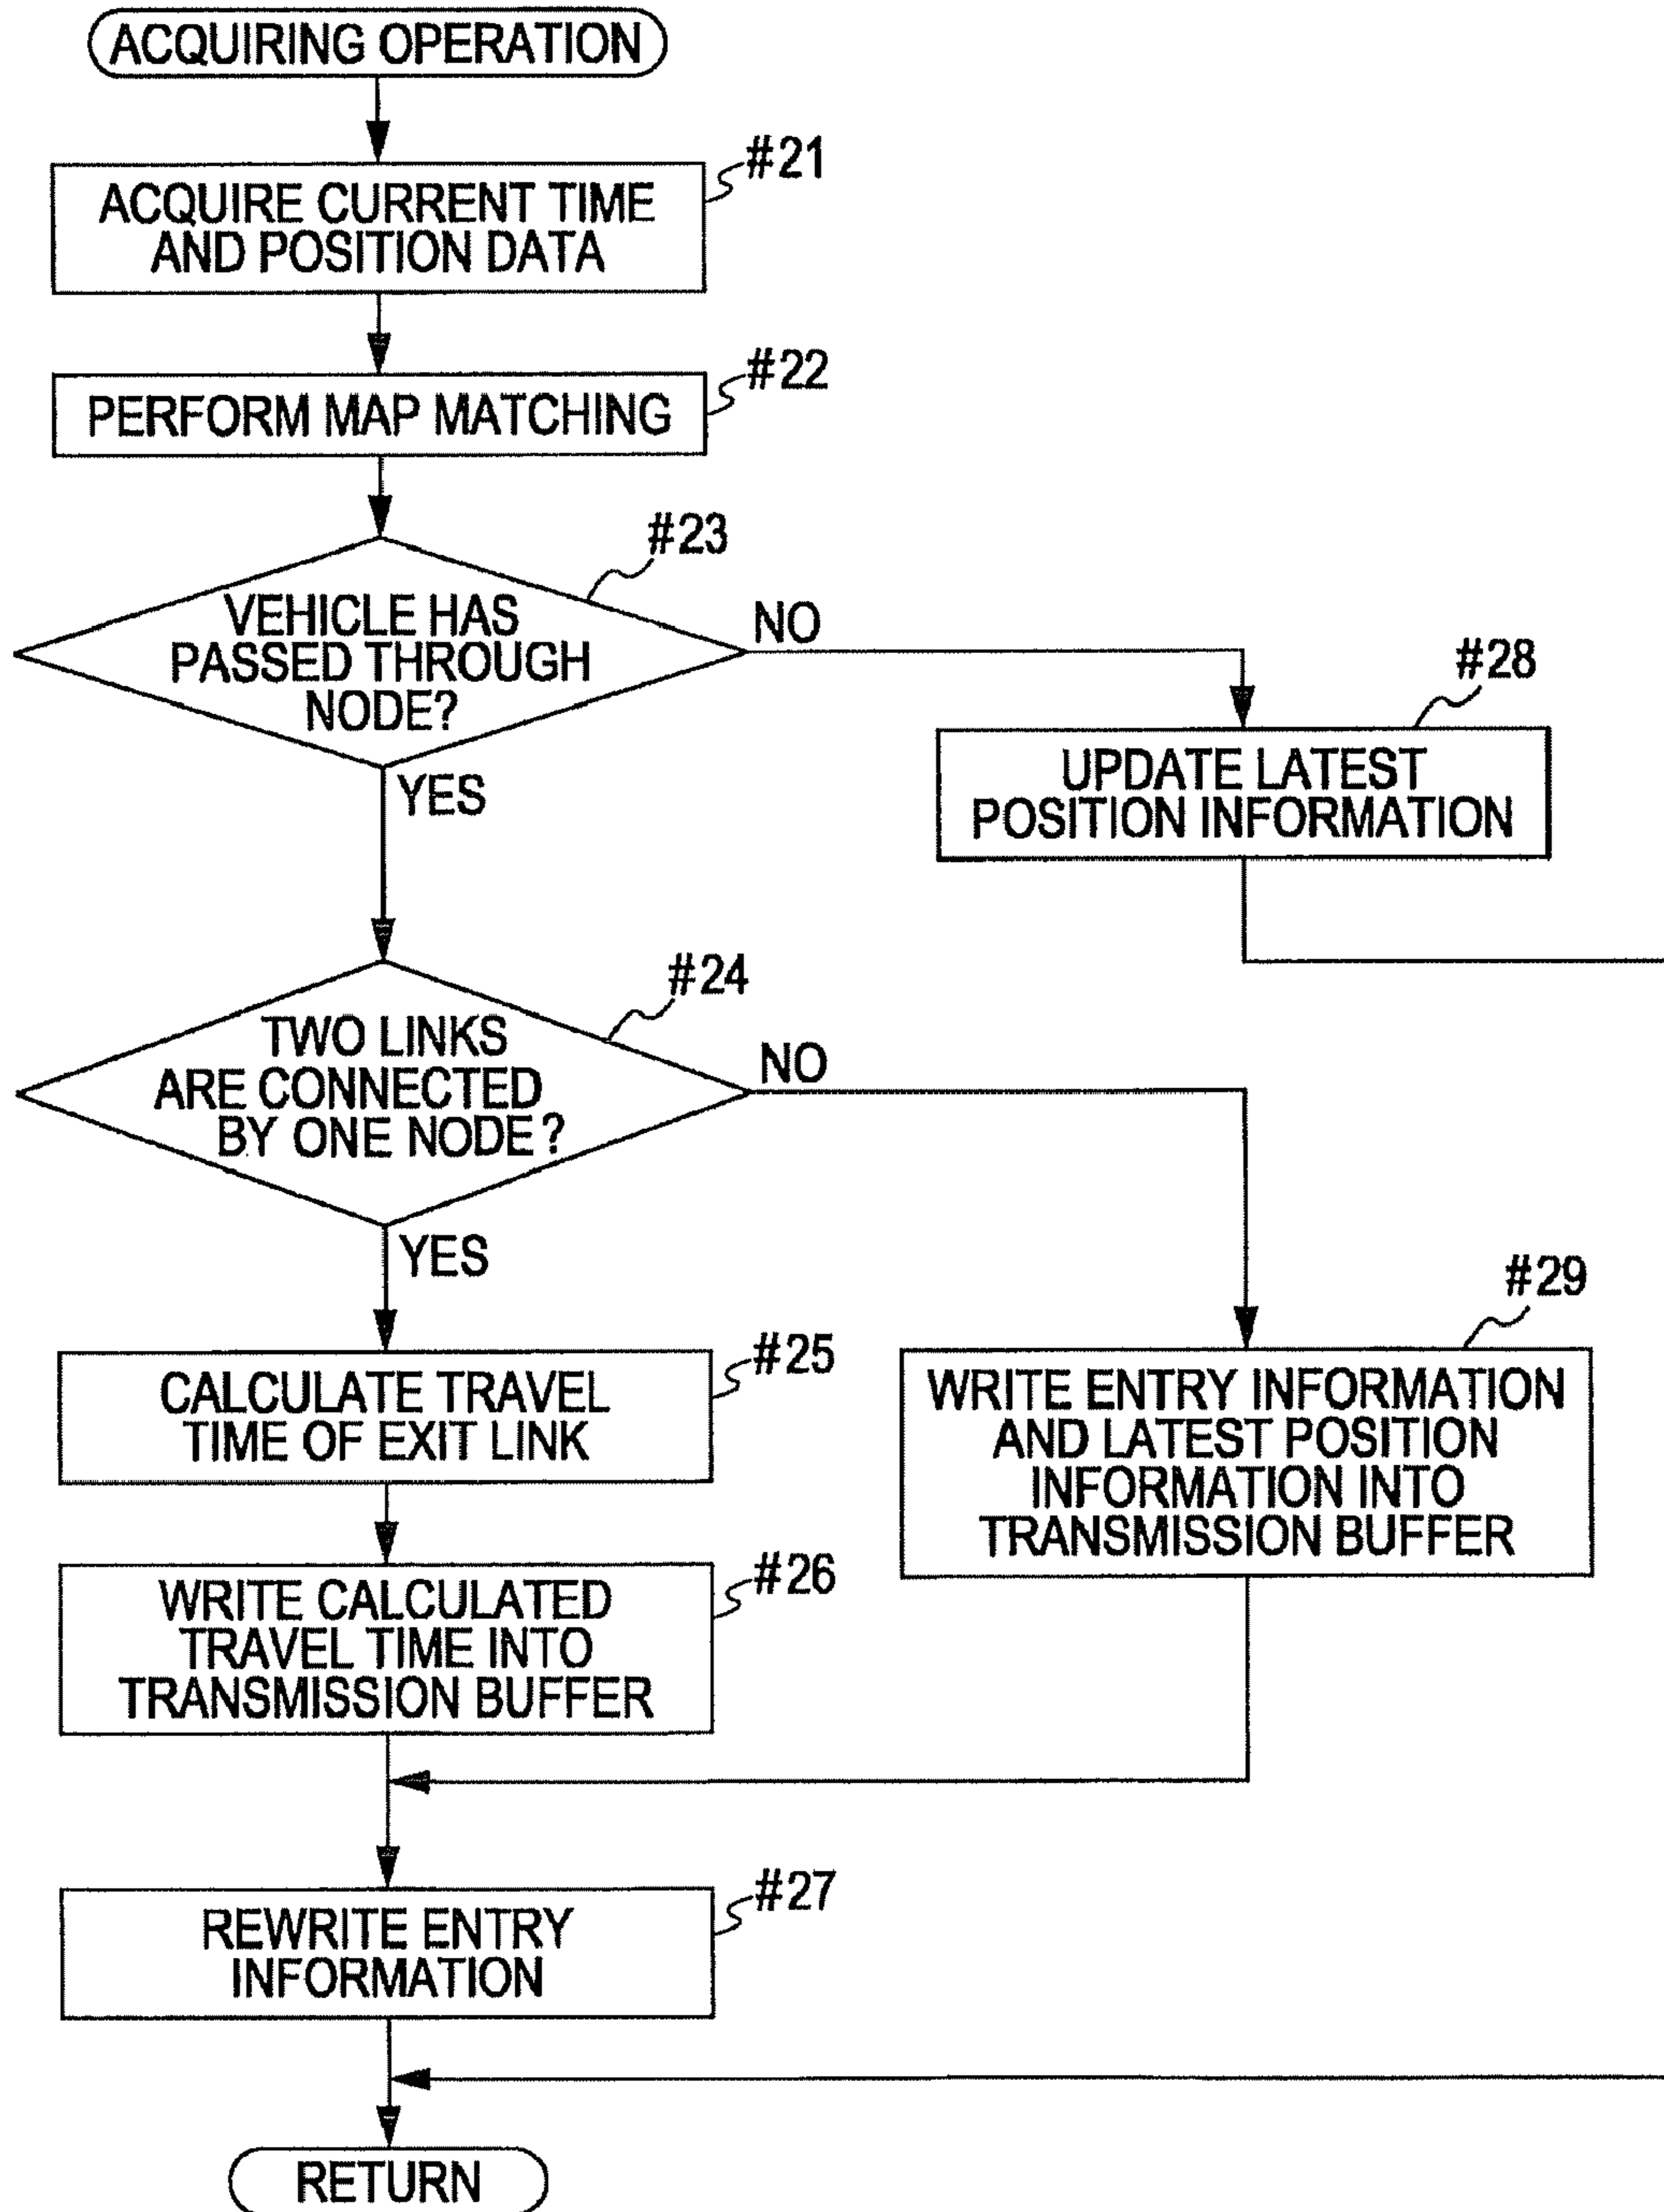 ACQUIRING OPERATION
#21
ACQUIRE CURRENT TIME
AND POSITION DATA
#22
PERFORM MAP MATCHING
#23
VEHICLE HAS
PASSED THROUGH
NODE?
NO
YES
#28
UPDATE LATEST
POSITION INFORMATION
#24
TWO LINKS
ARE CONNECTED
BY ONE NODE?
NO
YES
#25
CALCULATE TRAVEL
TIME OF EXIT LINK
#29
WRITE ENTRY INFORMATION
AND LATEST POSITION
INFORMATION INTO
TRANSMISSION BUFFER
#26
WRITE CALCULATED
TRAVEL TIME INTO
TRANSMISSION BUFFER
#27
REWRITE ENTRY
INFORMATION
RETURN